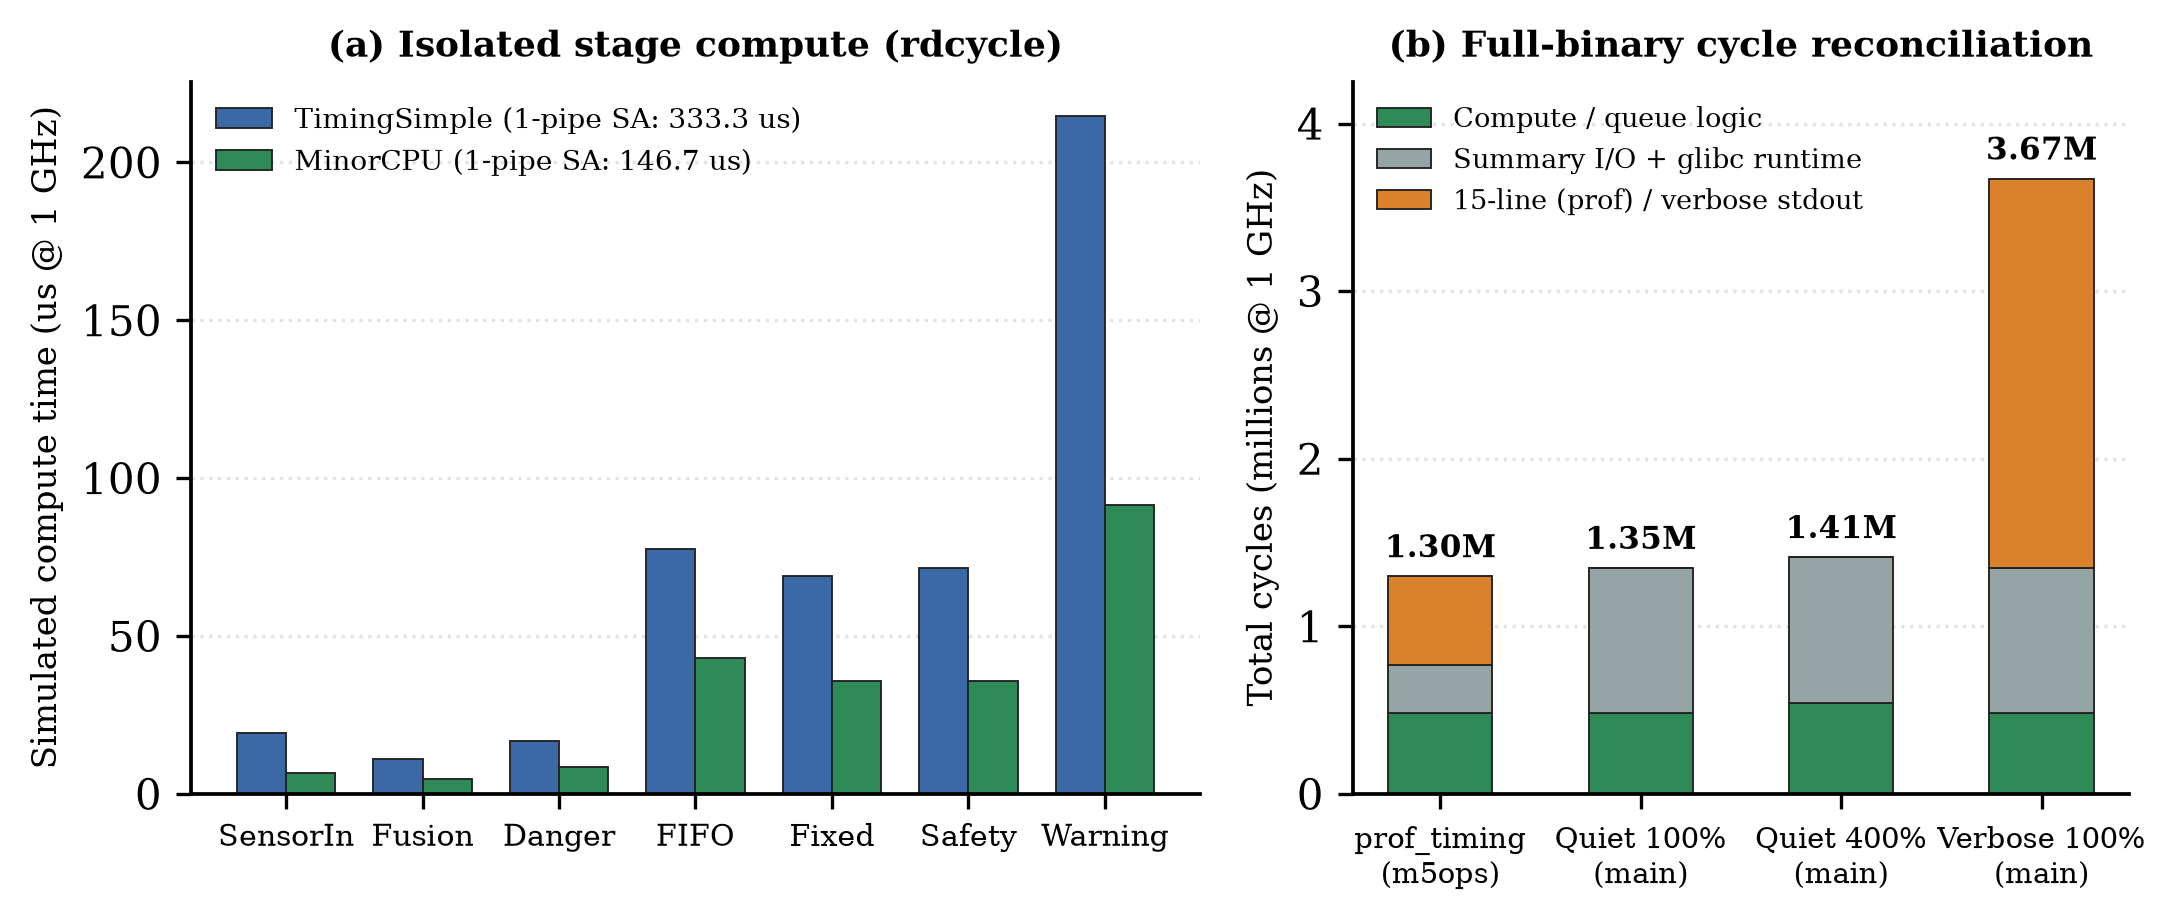 (a) Isolated stage compute (rdcycle)
Simulated compute time (us @ 1 GHz)
200
150
100
50
0
TimingSimple (1-pipe SA: 333.3 us)
MinorCPU (1-pipe SA: 146.7 us)
SensorIn
Fusion
Danger
FIFO
Fixed
Safety
Warning
(b) Full-binary cycle reconciliation
Total cycles (millions @ 1 GHz)
4
3
2
1
0
Compute / queue logic
Summary I/O + glibc runtime
15-line (prof) / verbose stdout
1.30M
1.35M
1.41M
3.67M
prof_timing
(m5ops)
Quiet 100%
(main)
Quiet 400%
(main)
Verbose 100%
(main)